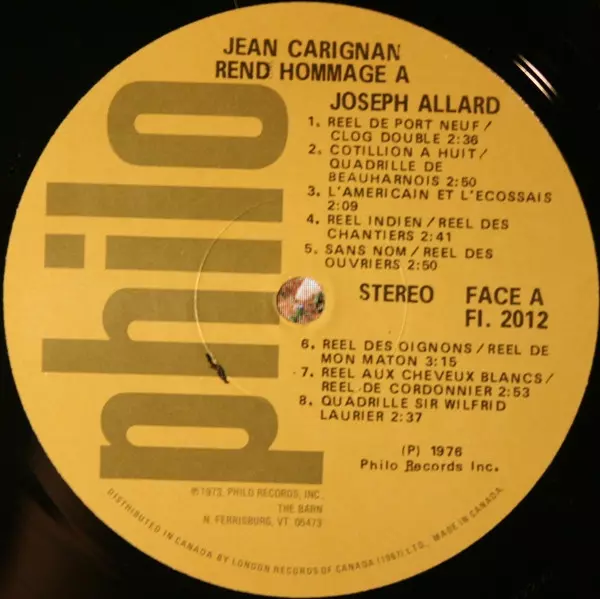 JEAN CARIGNAN
REND HOMMAGE A
JOSEPH ALLARD
1. REEL DE PORT NEUF/
CLOG DOUBLE 2:36
2. COTILLION A HUIT/
QUADRILLE DE
BEAUHARNOIS 2:50
3. L'AMERICAIN ET L'ECOSSAIS
2:09
4. REEL INDIEN/REEL DES
CHANTIERS 2:41
5. SANS NOM/REEL DES
OUVRIERS 2:50
philo
STEREO FACE A
FI. 2012
6. REEL DES OIGNONS/REEL DE
MON MATON 3:15
7. REEL AUX CHEVEUX BLANCS/
REEL DE CORDONNIER 2:53
8. QUADRILLE SIR WILFRID
LAURIER 2:37
(P) 1976
Philo Records Inc.
℗1973, PHILO RECORDS, INC.
THE BARN
N. FERRISBURG, VT. 05473
DISTRIBUTED IN CANADA BY LONDON RECORDS OF CANADA (1967) LTD., MADE IN CANADA.